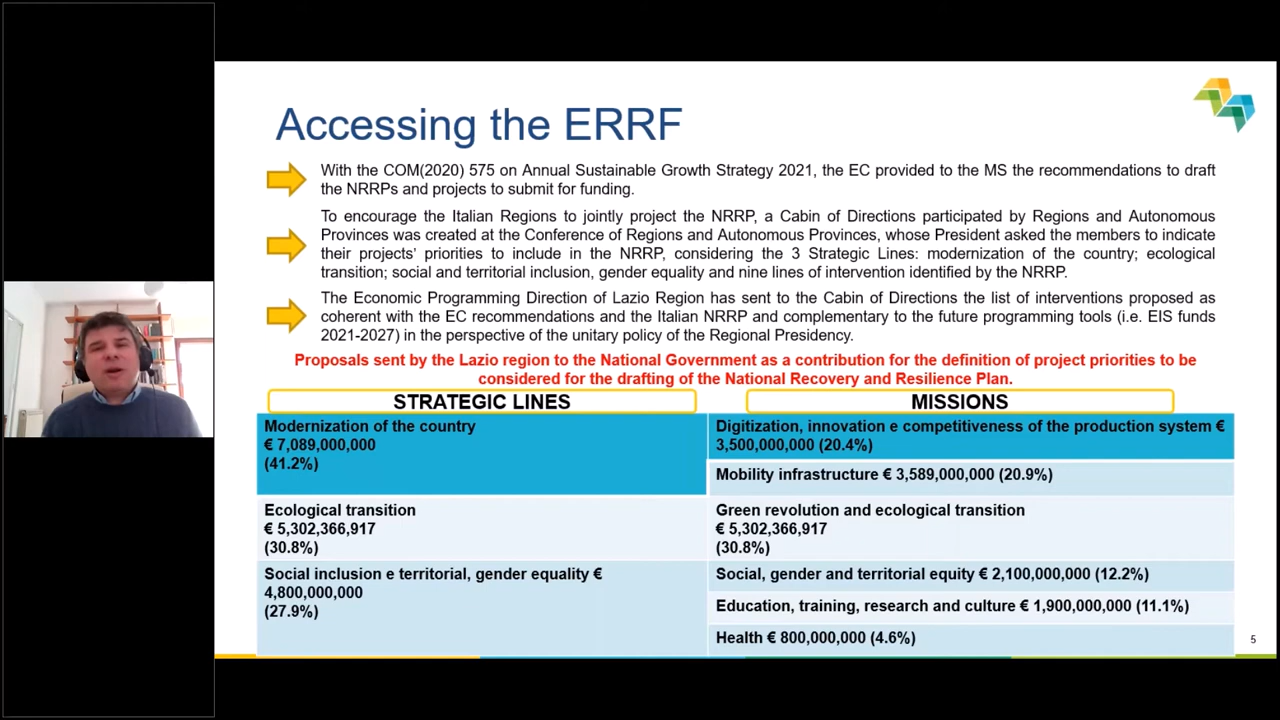 Accessing the ERRF
With the COM(2020) 575 on Annual Sustainable Growth Strategy 2021, the EC provided to the MS the recommendations to draft
the NRRPs and projects to submit for funding.
To encourage the Italian Regions to jointly project the NRRP, a Cabin of Directions participated by Regions and Autonomous
Provinces was created at the Conference of Regions and Autonomous Provinces, whose President asked the members to indicate
their projects' priorities to include in the NRRP, considering the 3 Strategic Lines: modernization of the country; ecological
transition; social and territorial inclusion, gender equality and nine lines of intervention identified by the NRRP.
The Economic Programming Direction of Lazio Region has sent to the Cabin of Directions the list of interventions proposed as
coherent with the EC recommendations and the Italian NRRP and complementary to the future programming tools (i.e. EIS funds
2021-2027) in the perspective of the unitary policy of the Regional Presidency.
Proposals sent by the Lazio region to the National Government as a contribution for the definition of project priorities to be
considered for the drafting of the National Recovery and Resilience Plan.
STRATEGIC LINES
MISSIONS
Modernization of the country
€ 7,089,000,000
(41.2%)
Digitization, innovation e competitiveness of the production system €
3,500,000,000 (20.4%)
Mobility infrastructure € 3,589,000,000 (20.9%)
Ecological transition
€ 5,302,366,917
(30.8%)
Green revolution and ecological transition
€ 5,302,366,917
(30.8%)
Social inclusion e territorial, gender equality €
4,800,000,000
(27.9%)
Social, gender and territorial equity € 2,100,000,000 (12.2%)
Education, training, research and culture € 1,900,000,000 (11.1%)
Health € 800,000,000 (4.6%)
5